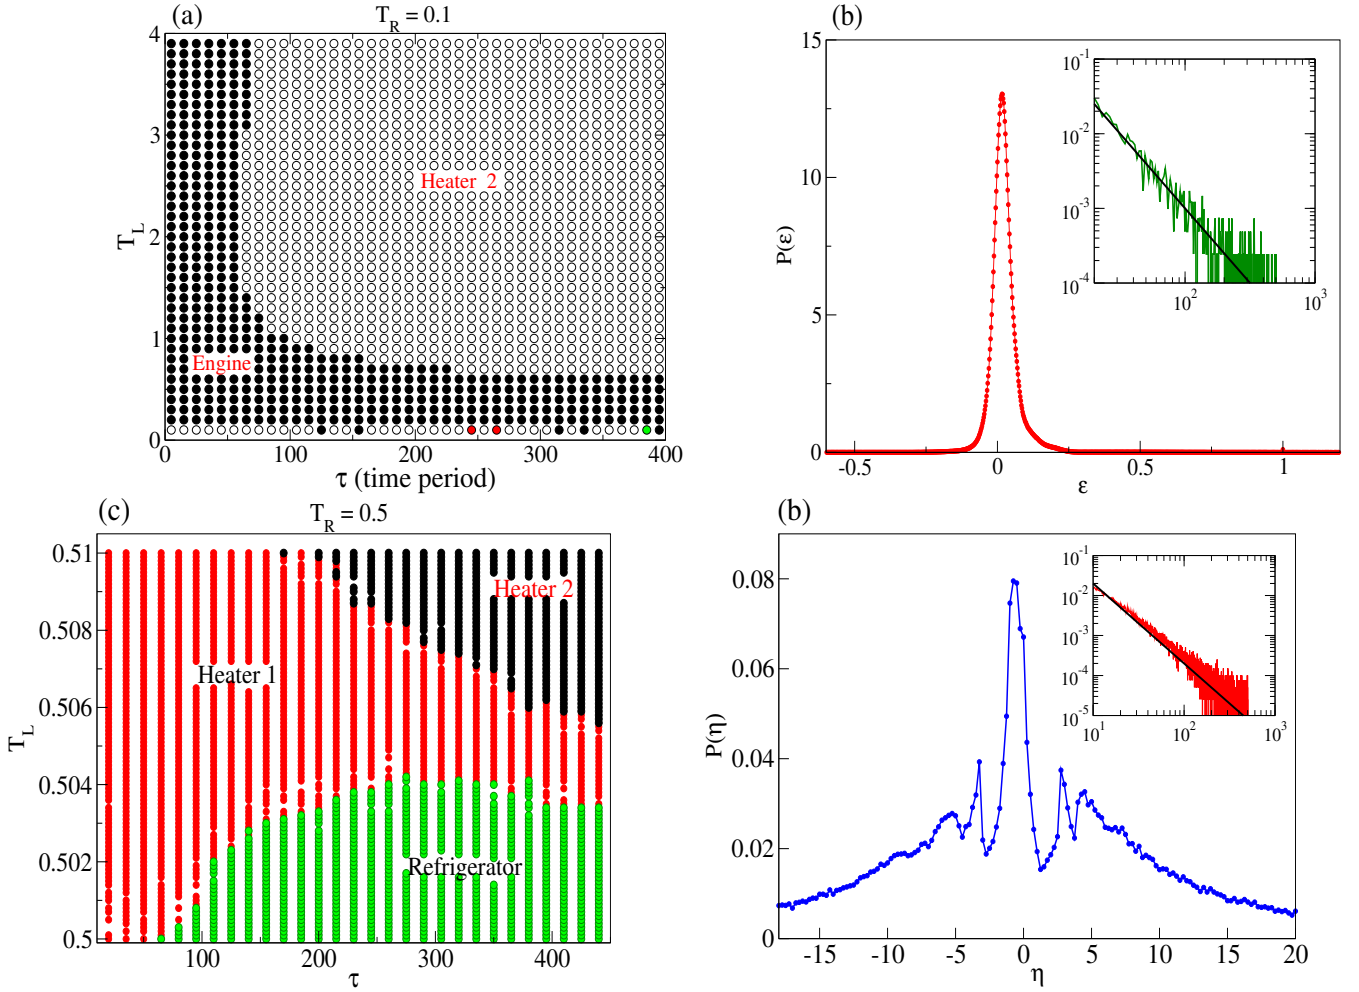 (a)
T_R = 0.1
4
3
2
1
0
T_L
Heater 2
Engine
0 100 200 300 400
τ (time period)
(b)
15
10
5
0
P(ε)
-0.5 0 0.5 1
ε
10^-1
10^-2
10^-3
10^-4
10^2 10^3
(c)
T_R = 0.5
0.51
0.508
0.506
0.504
0.502
0.5
T_L
Heater 2
Heater 1
Refrigerator
100 200 300 400
τ
(b)
0.08
0.06
0.04
0.02
0
P(η)
-15 -10 -5 0 5 10 15 20
η
10^-1
10^-2
10^-3
10^-4
10^-5
10^1 10^2 10^3